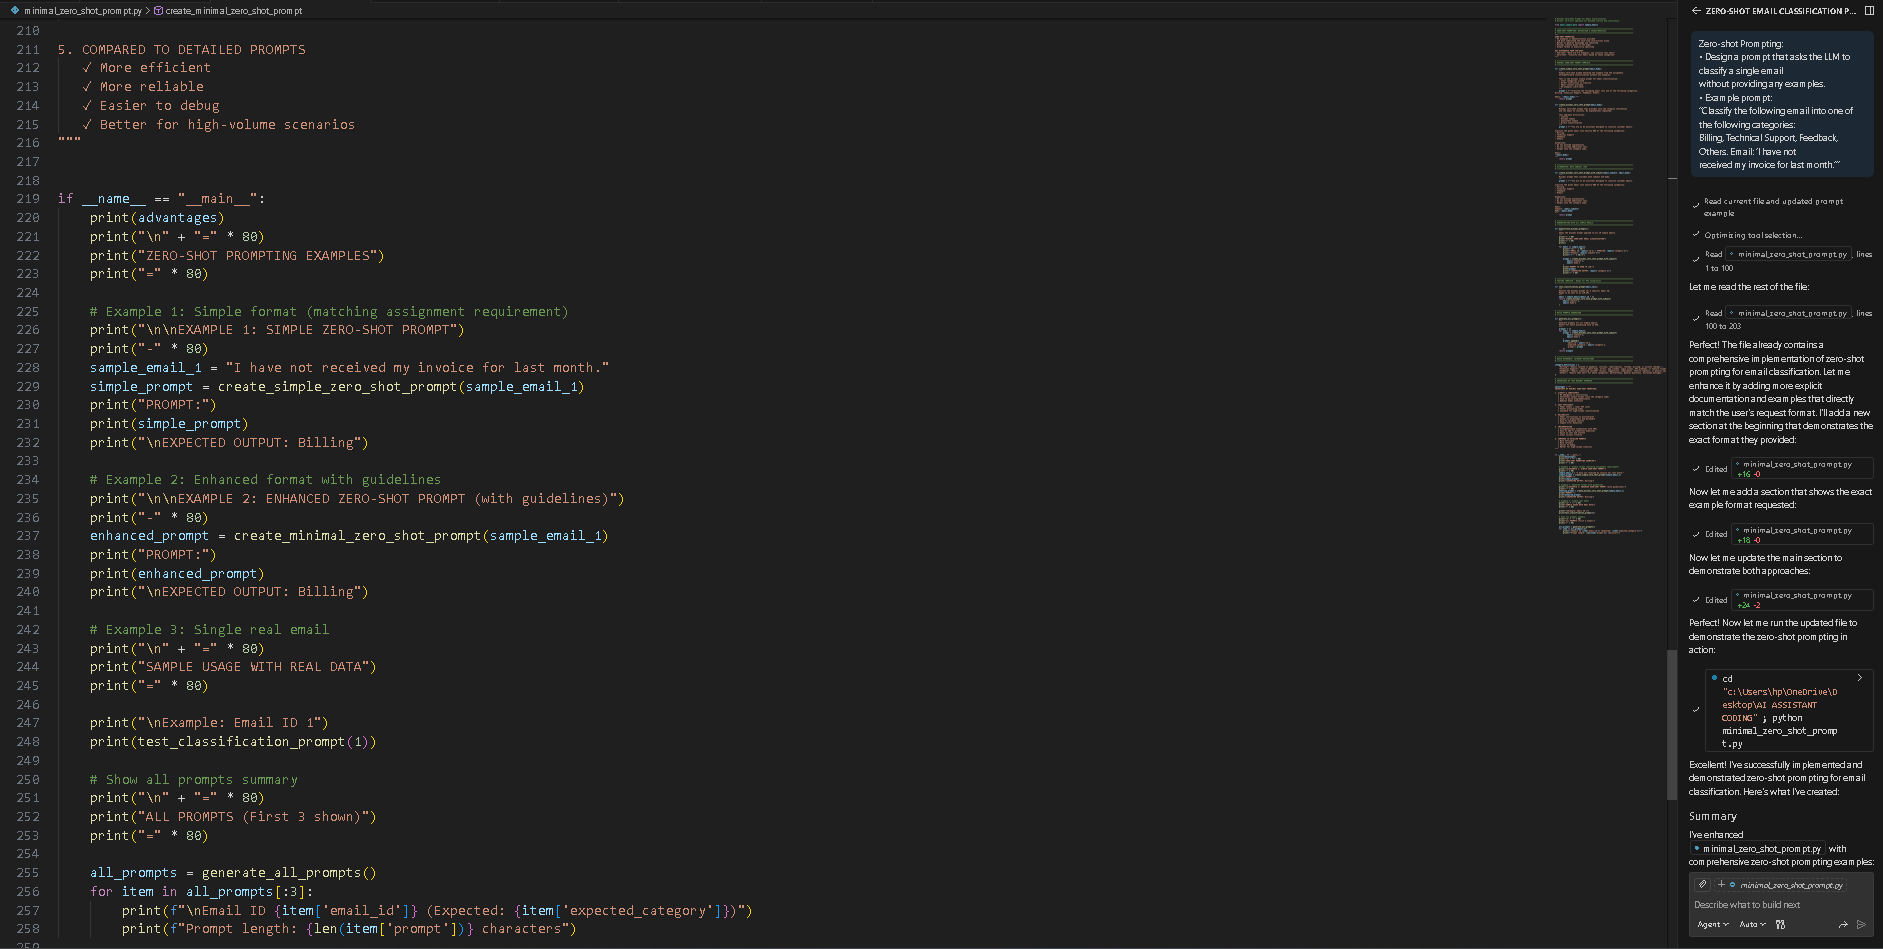 minimal_zero_shot_prompt.py > create_minimal_zero_shot_prompt
210
211 5. COMPARED TO DETAILED PROMPTS
212 ✓ More efficient
213 ✓ More reliable
214 ✓ Easier to debug
215 ✓ Better for high-volume scenarios
216 """
217
218
219 if __name__ == "__main__":
220 print(advantages)
221 print("\n" + "=" * 80)
222 print("ZERO-SHOT PROMPTING EXAMPLES")
223 print("=" * 80)
224
225 # Example 1: Simple format (matching assignment requirement)
226 print("\n\nEXAMPLE 1: SIMPLE ZERO-SHOT PROMPT")
227 print("-" * 80)
228 sample_email_1 = "I have not received my invoice for last month."
229 simple_prompt = create_simple_zero_shot_prompt(sample_email_1)
230 print("PROMPT:")
231 print(simple_prompt)
232 print("\nEXPECTED OUTPUT: Billing")
233
234 # Example 2: Enhanced format with guidelines
235 print("\n\nEXAMPLE 2: ENHANCED ZERO-SHOT PROMPT (with guidelines)")
236 print("-" * 80)
237 enhanced_prompt = create_minimal_zero_shot_prompt(sample_email_1)
238 print("PROMPT:")
239 print(enhanced_prompt)
240 print("\nEXPECTED OUTPUT: Billing")
241
242 # Example 3: Single real email
243 print("\n" + "=" * 80)
244 print("SAMPLE USAGE WITH REAL DATA")
245 print("=" * 80)
246
247 print("\nExample: Email ID 1")
248 print(test_classification_prompt(1))
249
250 # Show all prompts summary
251 print("\n" + "=" * 80)
252 print("ALL PROMPTS (First 3 shown)")
253 print("=" * 80)
254
255 all_prompts = generate_all_prompts()
256 for item in all_prompts[:3]:
257 print(f"\nEmail ID {item['email_id']} (Expected: {item['expected_category']})")
258 print(f"Prompt length: {len(item['prompt'])} characters")
ZERO-SHOT EMAIL CLASSIFICATION P...
Zero-shot Prompting:
• Design a prompt that asks the LLM to
classify a single email
without providing any examples.
• Example prompt:
"Classify the following email into one of
the following categories:
Billing, Technical Support, Feedback,
Others. Email: 'I have not
received my invoice for last month.'"
Read current file and updated prompt
example
Optimizing tool selection...
Read minimal_zero_shot_prompt.py, lines
1 to 100
Let me read the rest of the file:
Read minimal_zero_shot_prompt.py, lines
100 to 203
Perfect! The file already contains a
comprehensive implementation of zero-shot
prompting for email classification. Let me
enhance it by adding more explicit
documentation and examples that directly
match the user's request format. I'll add a new
section at the beginning that demonstrates the
exact format they provided:
Edited minimal_zero_shot_prompt.py
+16 -0
Now let me add a section that shows the exact
example format requested:
Edited minimal_zero_shot_prompt.py
+18 -0
Now let me update the main section to
demonstrate both approaches:
Edited minimal_zero_shot_prompt.py
+24 -2
Perfect! Now let me run the updated file to
demonstrate the zero-shot prompting in
action:
cd
"c:\Users\hp\OneDrive\D
esktop\AI ASSISTANT
CODING" ; python
minimal_zero_shot_promp
t.py
Excellent! I've successfully implemented and
demonstrated zero-shot prompting for email
classification. Here's what I've created:
Summary
I've enhanced
minimal_zero_shot_prompt.py with
comprehensive zero-shot prompting examples:
minimal_zero_shot_prompt.py
Describe what to build next
Agent Auto